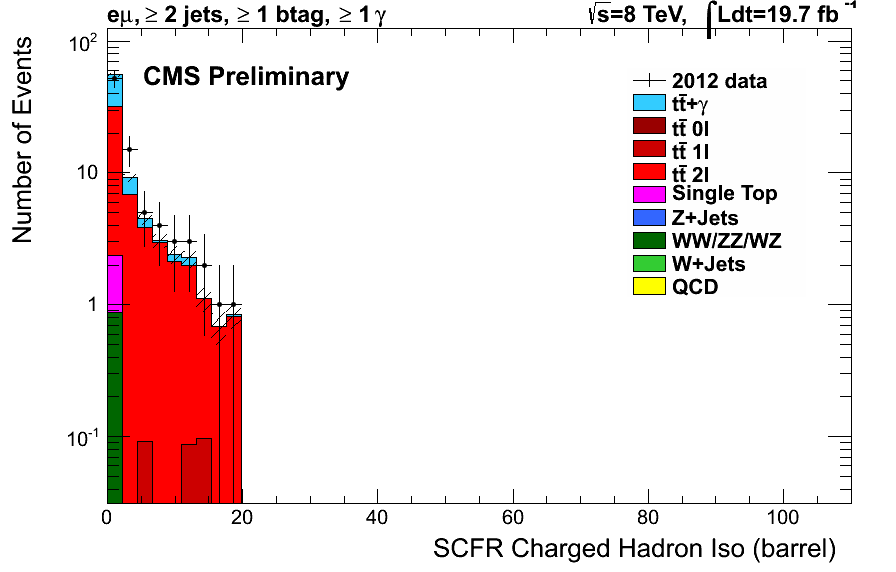 eμ, ≥ 2 jets, ≥ 1 btag, ≥ 1 γ
√s=8 TeV, ∫Ldt=19.7 fb⁻¹
CMS Preliminary
2012 data
tt̄+γ
tt̄ 0l
tt̄ 1l
tt̄ 2l
Single Top
Z+Jets
WW/ZZ/WZ
W+Jets
QCD
Number of Events
10²
10
1
10⁻¹
0 20 40 60 80 100
SCFR Charged Hadron Iso (barrel)